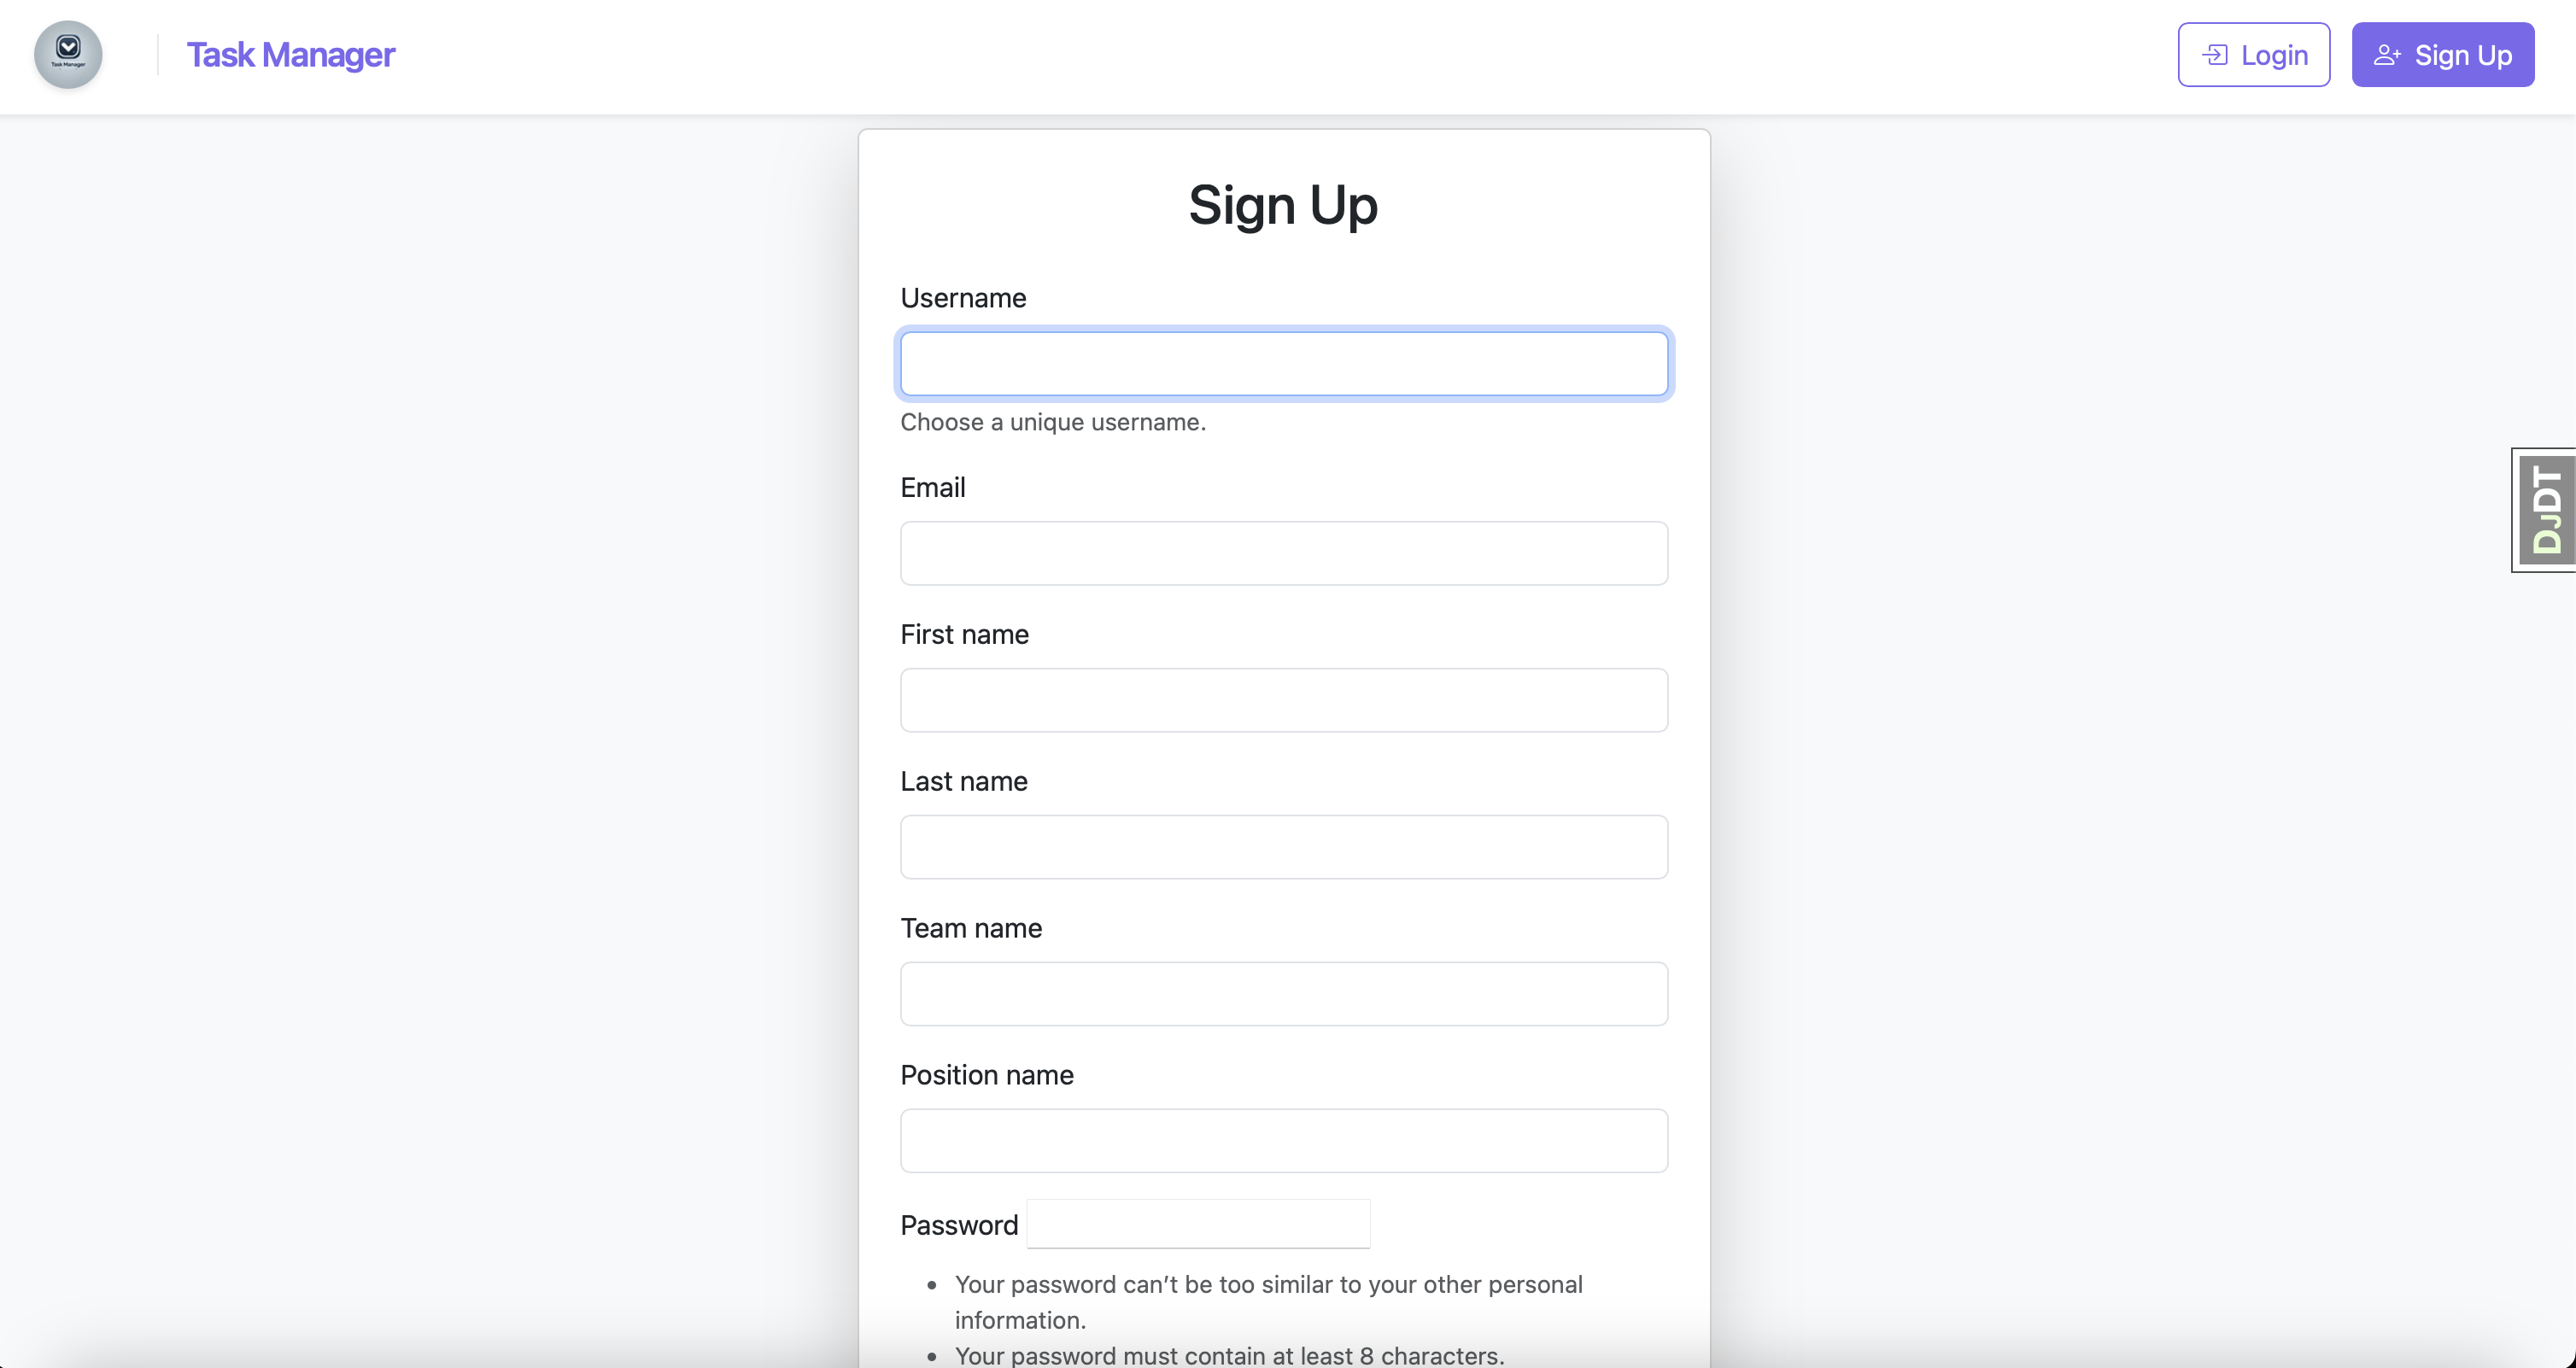 Task Manager
Task Manager
Login
Sign Up
Sign Up
Username
Choose a unique username.
Email
First name
Last name
Team name
Position name
Password
• Your password can’t be too similar to your other personal
information.
• Your password must contain at least 8 characters.
DJDT